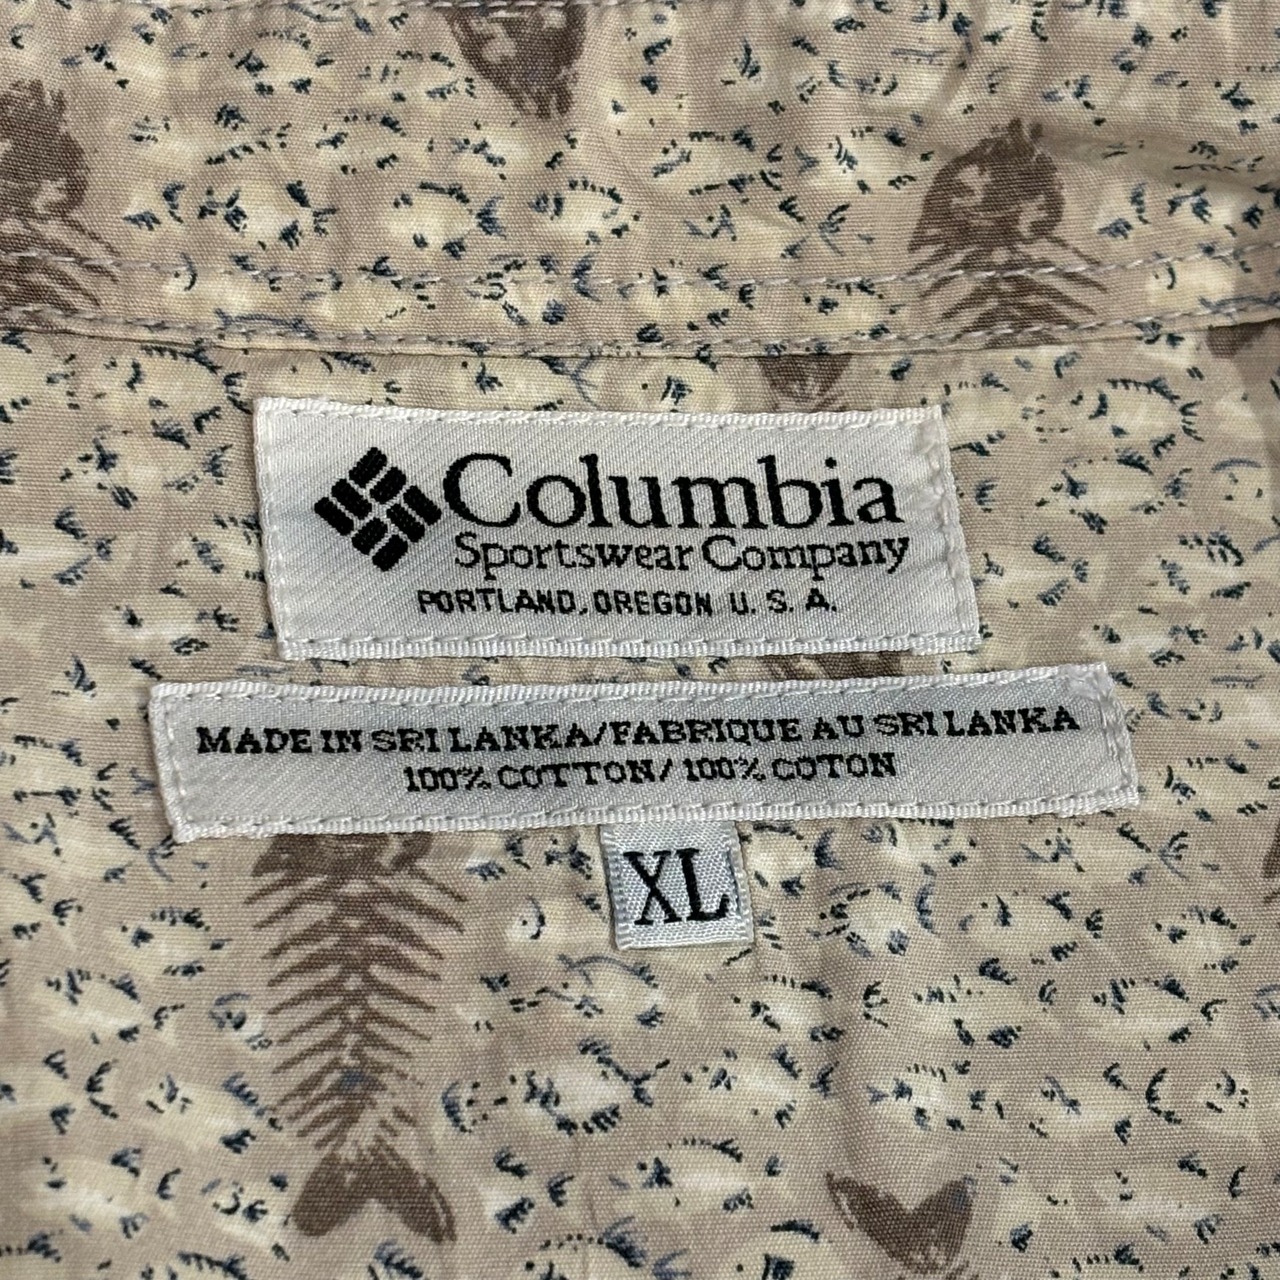 Columbia
Sportswear Company
PORTLAND, OREGON U. S. A.
MADE IN SRI LANKA/FABRIQUE AU SRI LANKA
100% COTTON/ 100% COTON
XL